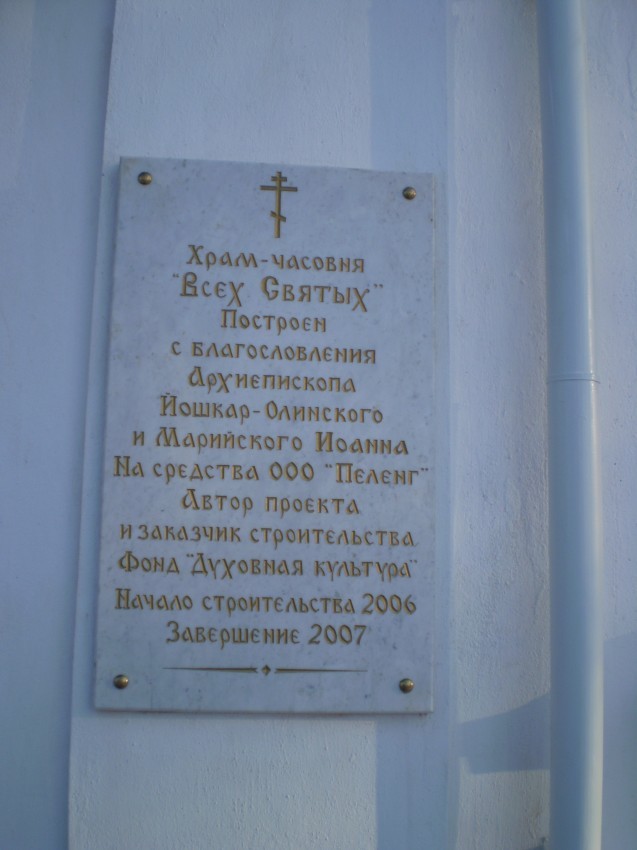 Храм-часовня
"Всех Святых"
Построен
с благословления
Архиепископа
Йошкар-Олинского
и Марийского Иоанна
На средства ООО "Пеленг"
Автор проекта
и заказчик строительства
Фонд "Духовная культура"
Начало строительства 2006
Завершение 2007